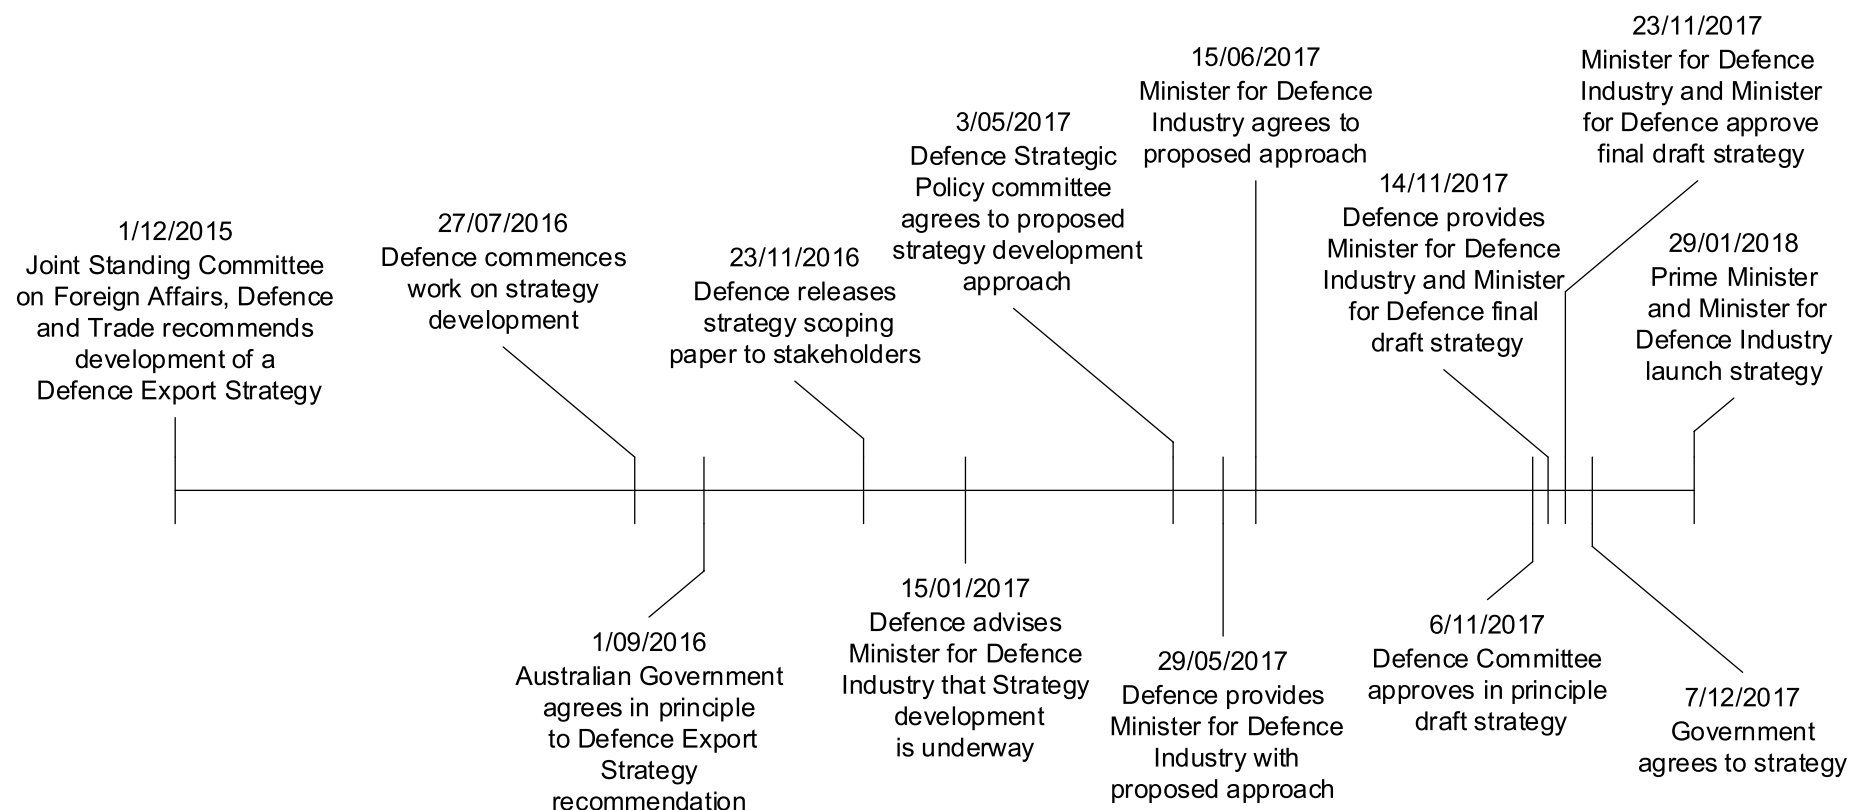 1/12/2015
Joint Standing Committee
on Foreign Affairs, Defence
and Trade recommends
development of a
Defence Export Strategy
27/07/2016
Defence commences
work on strategy
development
1/09/2016
Australian Government
agrees in principle
to Defence Export
Strategy
recommendation
23/11/2016
Defence releases
strategy scoping
paper to stakeholders
15/01/2017
Defence advises
Minister for Defence
Industry that Strategy
development
is underway
3/05/2017
Defence Strategic
Policy committee
agrees to proposed
strategy development
approach
29/05/2017
Defence provides
Minister for Defence
Industry with
proposed approach
15/06/2017
Minister for Defence
Industry agrees to
proposed approach
6/11/2017
Defence Committee
approves in principle
draft strategy
14/11/2017
Defence provides
Minister for Defence
Industry and Minister
for Defence final
draft strategy
23/11/2017
Minister for Defence
Industry and Minister
for Defence approve
final draft strategy
7/12/2017
Government
agrees to strategy
29/01/2018
Prime Minister
and Minister for
Defence Industry
launch strategy